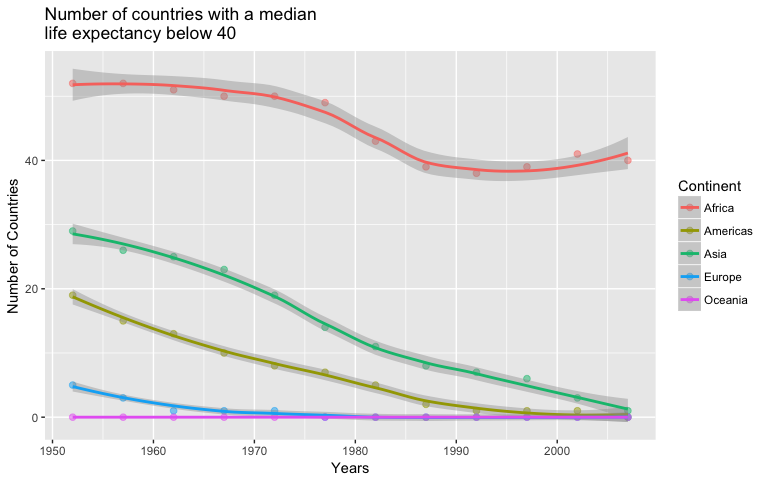 Number of countries with a median
life expectancy below 40
Number of Countries
40
20
0
1950 1960 1970 1980 1990 2000
Years
Continent
Africa
Americas
Asia
Europe
Oceania